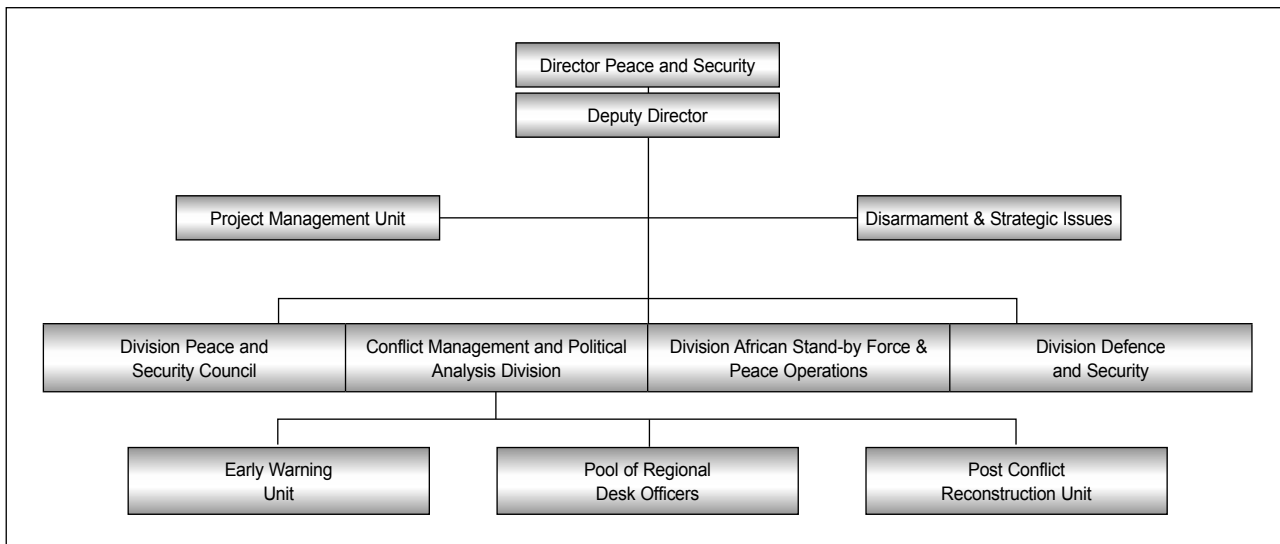 Director Peace and Security
Deputy Director
Project Management Unit
Disarmament & Strategic Issues
Division Peace and
Security Council
Conflict Management and Political
Analysis Division
Division African Stand-by Force &
Peace Operations
Division Defence
and Security
Early Warning
Unit
Pool of Regional
Desk Officers
Post Conflict
Reconstruction Unit